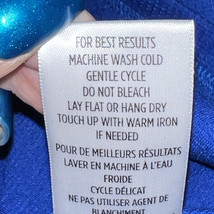 FOR BEST RESULTS
MACHINE WASH COLD
GENTLE CYCLE
DO NOT BLEACH
LAY FLAT OR HANG DRY
TOUCH UP WITH WARM IRON
IF NEEDED
POUR DE MEILLEURS RÉSULTATS
LAVER EN MACHINE À L'EAU
FROIDE
CYCLE DÉLICAT
NE PAS UTILISER AGENT DE
BLANCHIMENT